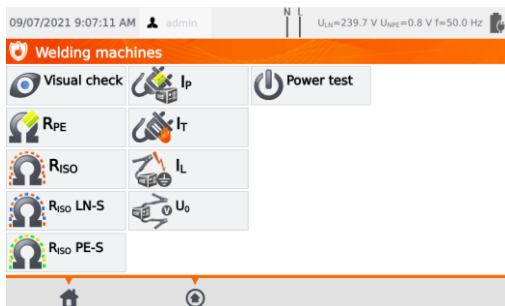 N L
09/07/2021 9:07:11 AM admin ULN=239.7 V UNPE=0.8 V f=50.0 Hz
Welding machines
Visual check IP Power test
RPE IT
RISO IL
RISO LN-S U0
RISO PE-S